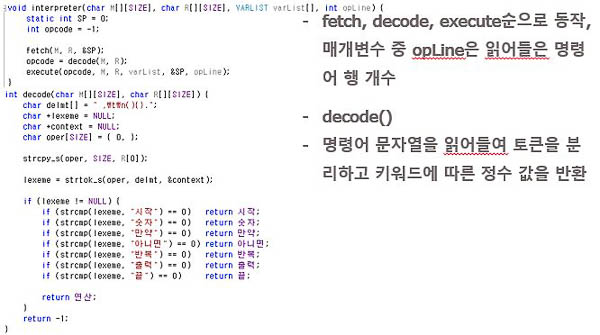 void interpreter(char M[][SIZE], char R[][SIZE], VARLIST varList[], int opLine) {
static int SP = 0;
int opcode = -1;
fetch(M, R, &SP);
opcode = decode(M, R);
execute(opcode, M, R, varList, &SP, opLine);
}
int decode(char M[][SIZE], char R[][SIZE]) {
char delmt[] = " ,₩t₩n(){}.";
char *lexeme = NULL;
char *context = NULL;
char oper[SIZE] = { 0, };
strcpy_s(oper, SIZE, R[0]);
lexeme = strtok_s(oper, delmt, &context);
if (lexeme != NULL) {
if (strcmp(lexeme, "시작") == 0) return 시작;
if (strcmp(lexeme, "숫자") == 0) return 숫자;
if (strcmp(lexeme, "만약") == 0) return 만약;
if (strcmp(lexeme, "아니면") == 0) return 아니면;
if (strcmp(lexeme, "반복") == 0) return 반복;
if (strcmp(lexeme, "출력") == 0) return 출력;
if (strcmp(lexeme, "끝") == 0) return 끝;
return 연산;
}
return -1;
}
- fetch, decode, execute순으로 동작,
매개변수 중 opLine은 읽어들은 명령
어 행 개수
- decode()
- 명령어 문자열을 읽어들여 토큰을 분
리하고 키워드에 따른 정수 값을 반환